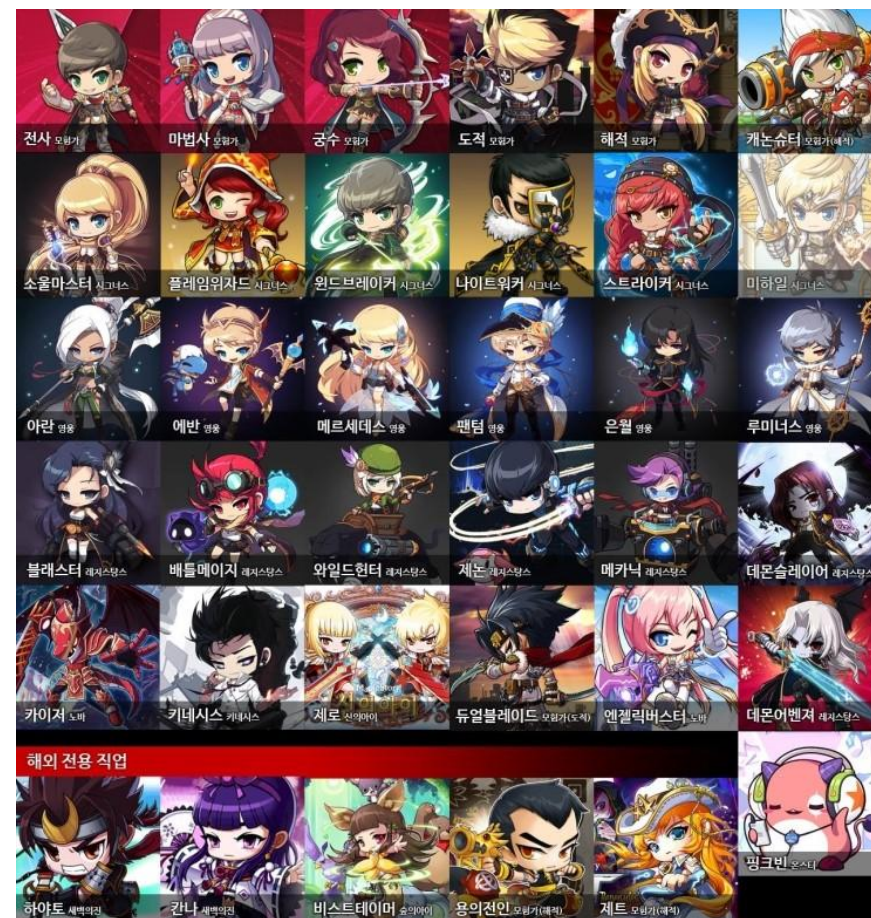 전사 모험가
마법사 모험가
궁수 모험가
도적 모험가
해적 모험가
캐논슈터 모험가(해적)
소울마스터 시그너스
플레임위자드 시그너스
윈드브레이커 시그너스
나이트워커 시그너스
스트라이커 시그너스
미하일 시그너스
아란 영웅
에반 영웅
메르세데스 영웅
팬텀 영웅
은월 영웅
루미너스 영웅
블래스터 레지스탕스
배틀메이지 레지스탕스
와일드헌터 레지스탕스
제논 레지스탕스
메카닉 레지스탕스
데몬슬레이어 레지스탕스
카이저 노바
키네시스 키네시스
제로 신의아이
듀얼블레이드 모험가(도적)
엔젤릭버스터 노바
데몬어벤져 레지스탕스
해외 전용 직업
하야토 새벽의진
칸나 새벽의진
비스트테이머 숲의아이
용의전인 모험가(해적)
제트 모험가(해적)
핑크빈 몬스터